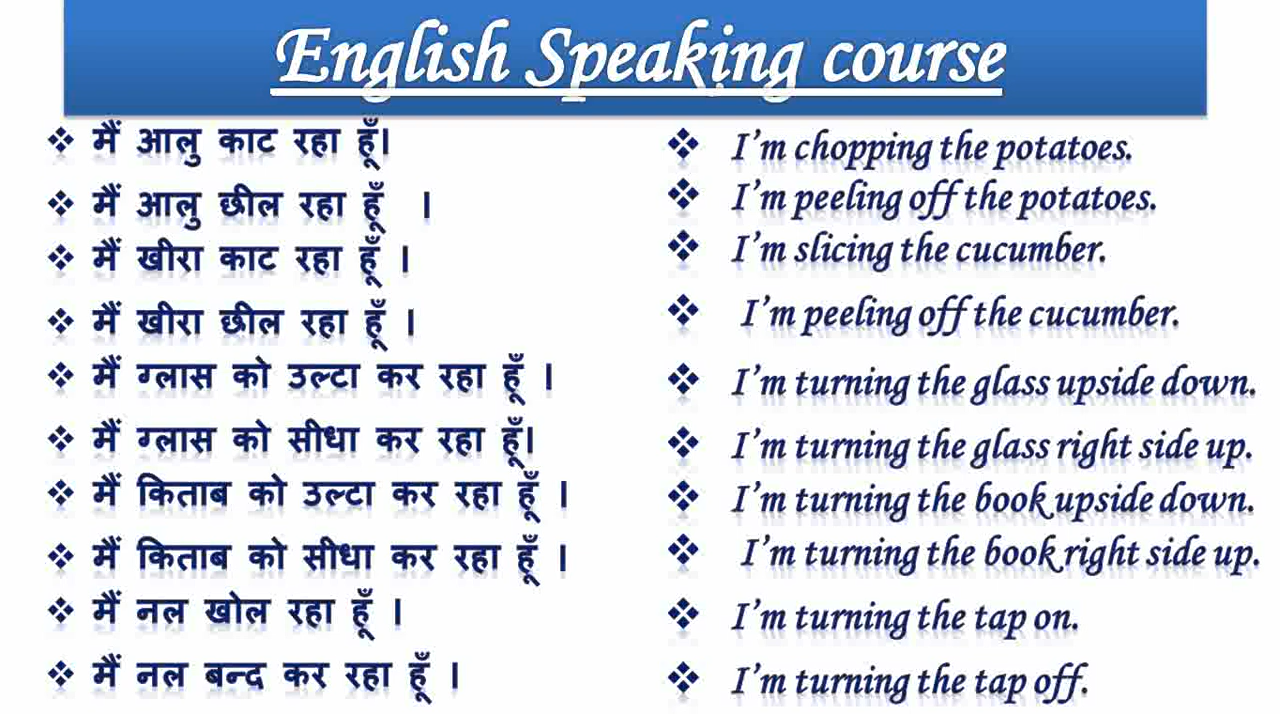 English Speaking course
❖ मैं आलु काट रहा हूँ।
❖ I'm chopping the potatoes.
❖ मैं आलु छील रहा हूँ ।
❖ I'm peeling off the potatoes.
❖ मैं खीरा काट रहा हूँ ।
❖ I'm slicing the cucumber.
❖ मैं खीरा छील रहा हूँ ।
❖ I'm peeling off the cucumber.
❖ मैं ग्लास को उल्टा कर रहा हूँ ।
❖ I'm turning the glass upside down.
❖ मैं ग्लास को सीधा कर रहा हूँ।
❖ I'm turning the glass right side up.
❖ मैं किताब को उल्टा कर रहा हूँ ।
❖ I'm turning the book upside down.
❖ मैं किताब को सीधा कर रहा हूँ ।
❖ I'm turning the book right side up.
❖ मैं नल खोल रहा हूँ ।
❖ I'm turning the tap on.
❖ मैं नल बन्द कर रहा हूँ ।
❖ I'm turning the tap off.